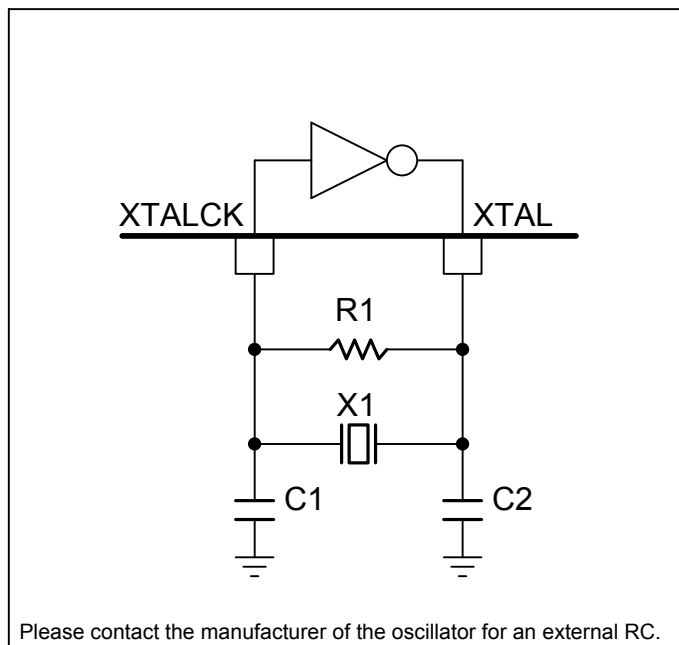 XTALCK
XTAL
R1
X1
C1
C2
Please contact the manufacturer of the oscillator for an external RC.